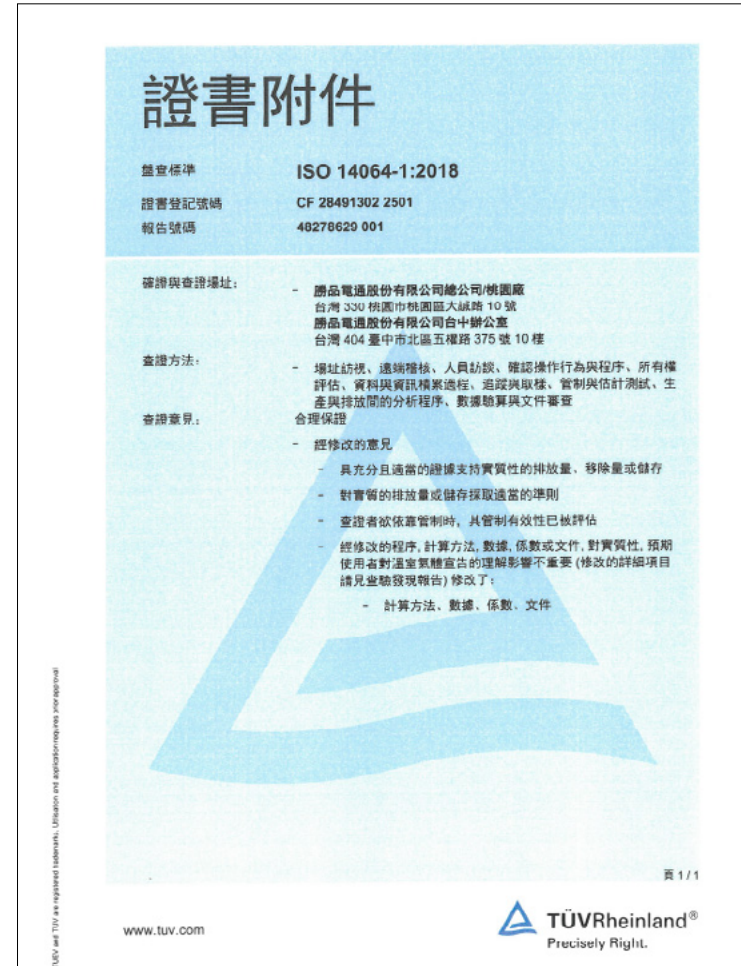 證書附件
盤查標準 ISO 14064-1:2018
證書登記號碼 CF 28491302 2501
報告號碼 48278629 001
確證與查證場址:
- 勝品電通股份有限公司總公司/桃園廠
台灣 330 桃園市桃園區大誠路 10 號
勝品電通股份有限公司台中辦公室
台灣 404 臺中市北區五權路 375 號 10 樓
查證方法:
- 場址訪視、遠端稽核、人員訪談、確認操作行為與程序、所有權
評估、資料與資訊積累過程、追蹤與取樣、管制與估計測試、生
產與排放間的分析程序、數據驗算與文件審查
查證意見: 合理保證
- 經修改的意見
- 具充分且適當的證據支持實質性的排放量、移除量或儲存
- 對實質的排放量或儲存採取適當的準則
- 查證者欲依靠管制時，其管制有效性已被評估
- 經修改的程序, 計算方法, 數據, 係數或文件, 對實質性, 預期
使用者對溫室氣體宣告的理解影響不重要 (修改的詳細項目
請見查驗發現報告) 修改了:
- 計算方法、數據、係數、文件
頁 1 / 1
www.tuv.com
TÜVRheinland®
Precisely Right.
TUEV and TUV are registered trademarks. Utilisation and application requires prior approval